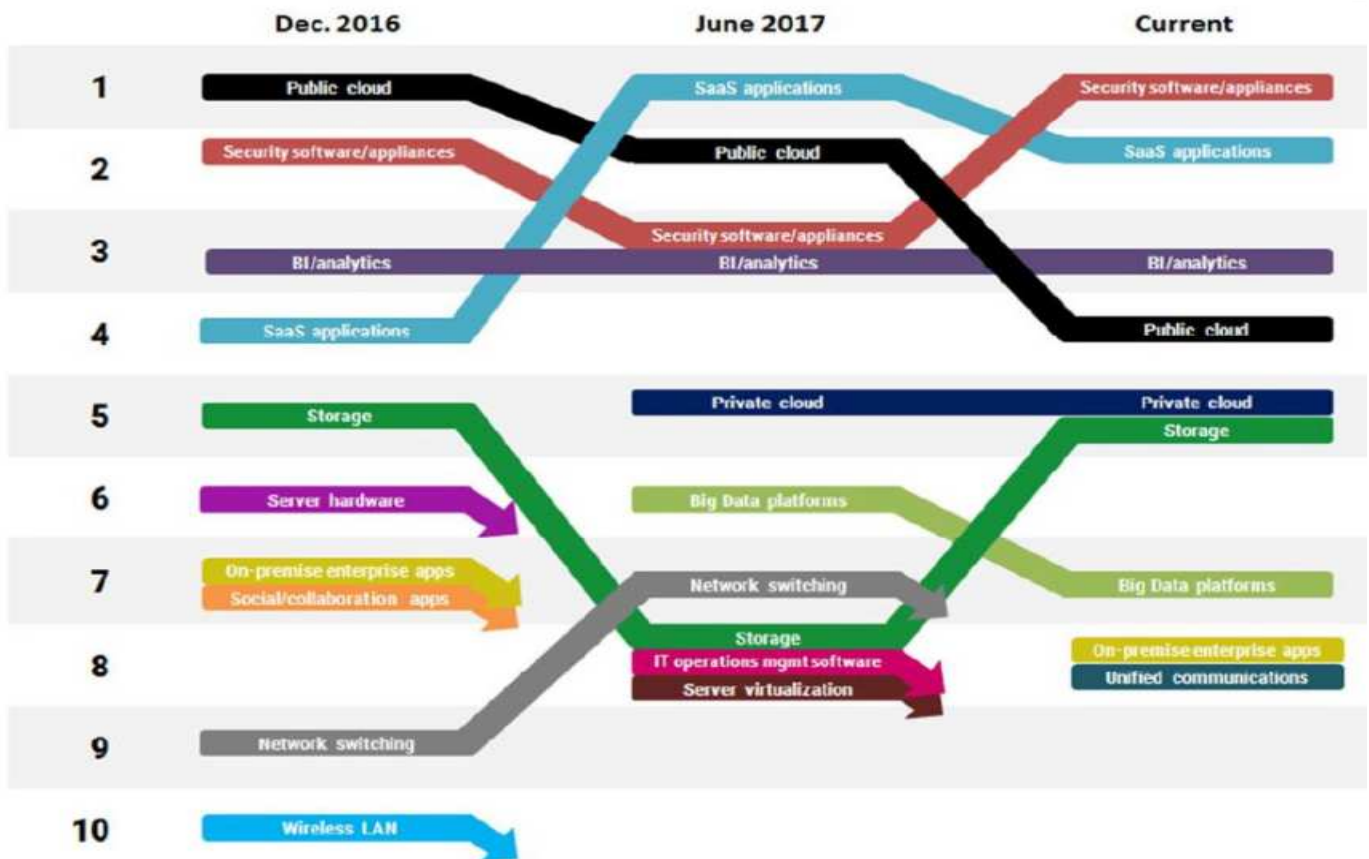 Dec. 2016 June 2017 Current
1 Public cloud SaaS applications Security software/appliances
2 Security software/appliances Public cloud SaaS applications
3 Security software/appliances
BI/analytics BI/analytics BI/analytics
4 SaaS applications Public cloud
5 Storage Private cloud Private cloud
Storage
6 Server hardware Big Data platforms
7 On-premise enterprise apps Network switching Big Data platforms
Social/collaboration apps
8 Storage On-premise enterprise apps
IT operations mgmt software Unified communications
Server virtualization
9 Network switching
10 Wireless LAN